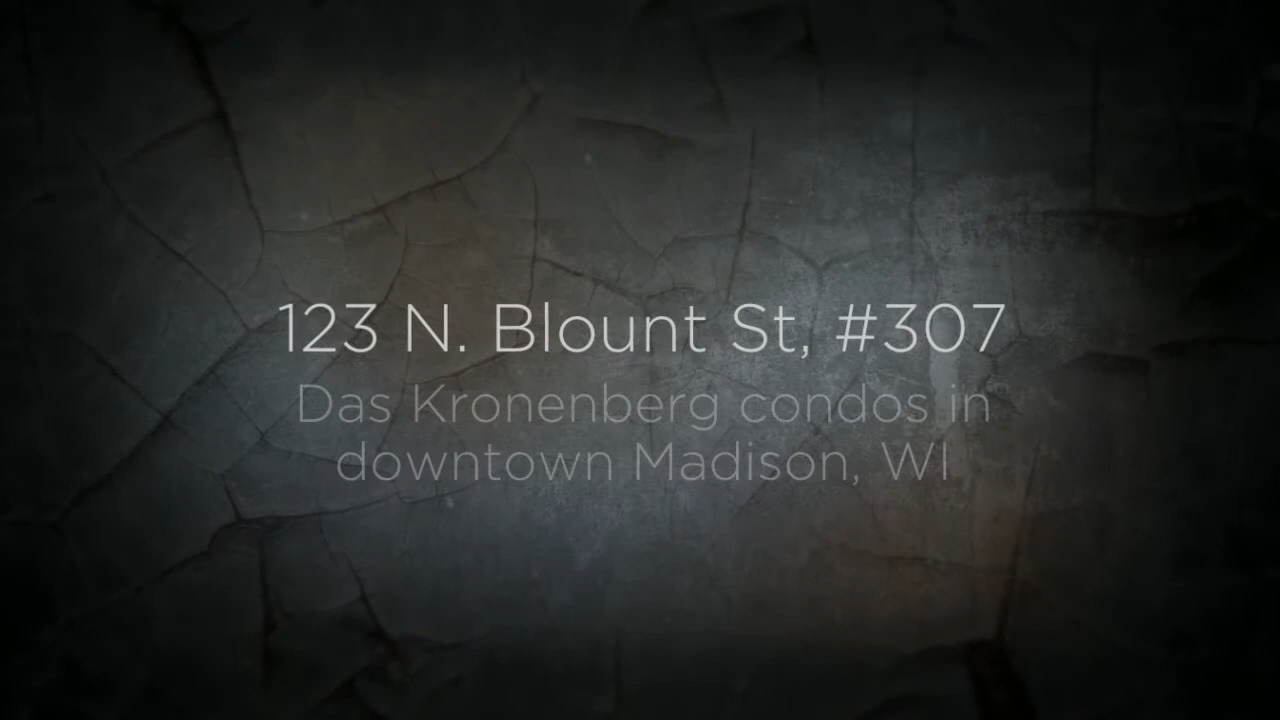 123 N. Blount St, #307
Das Kronenberg condos in
downtown Madison, WI